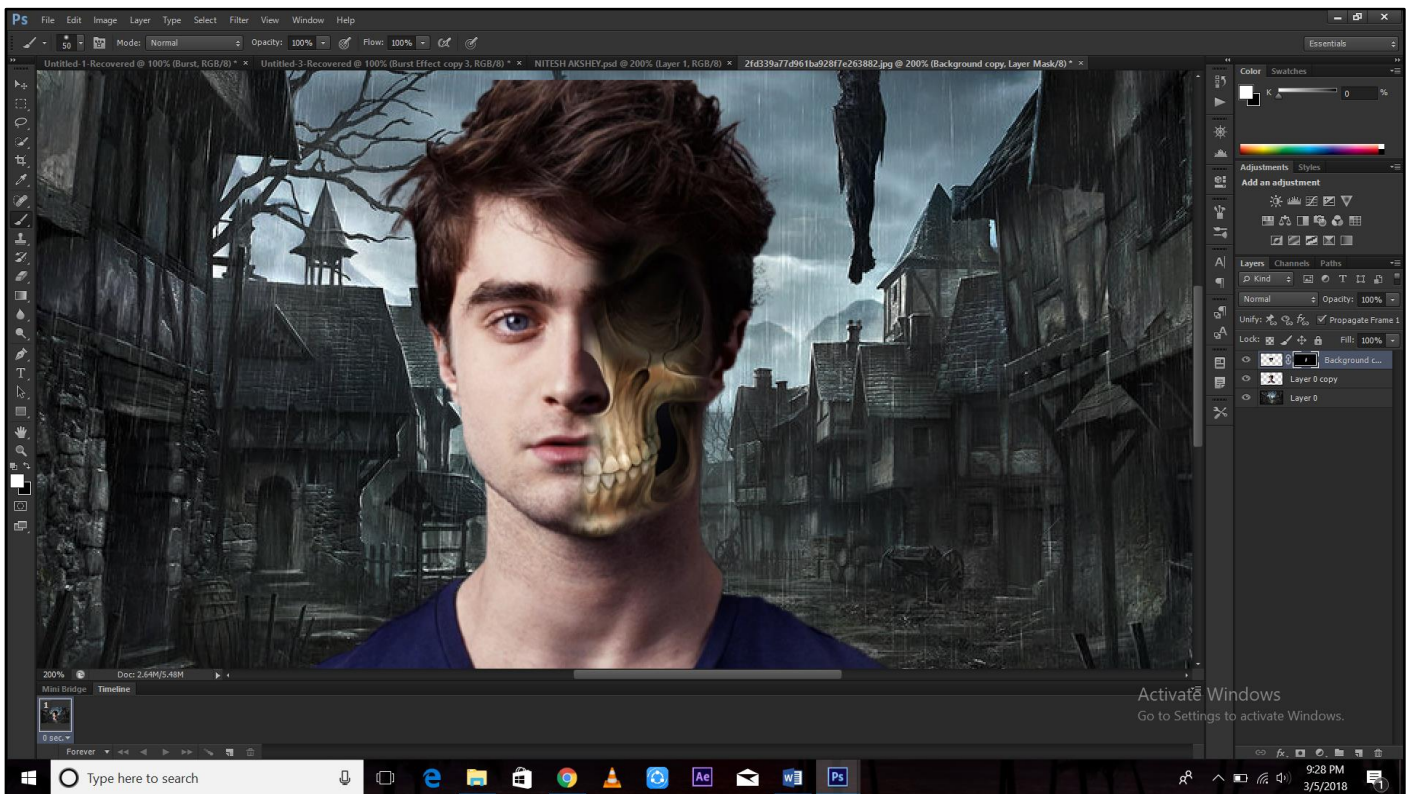 Ps File Edit Image Layer Type Select Filter View Window Help
50 Mode: Normal Opacity: 100% Flow: 100% Essentials
Untitled-1-Recovered @ 100% (Burst, RGB/8) * × Untitled-3-Recovered @ 100% (Burst Effect copy 3, RGB/8) * × NITESH AKSHEY.psd @ 200% (Layer 1, RGB/8) × 2fd339a77d961ba928f7e263882.jpg @ 200% (Background copy, Layer Mask/8) * ×
Color Swatches
K 0 %
Adjustments Styles
Add an adjustment
Layers Channels Paths
Kind
Normal Opacity: 100%
Unify: Propagate Frame 1
Lock: Fill: 100%
Background c...
Layer 0 copy
Layer 0
200% Doc: 2.64M/5.48M
Mini Bridge Timeline
1
0 sec.
Forever
Activate Windows
Go to Settings to activate Windows.
Type here to search Ae Ps
9:28 PM
3/5/2018
1